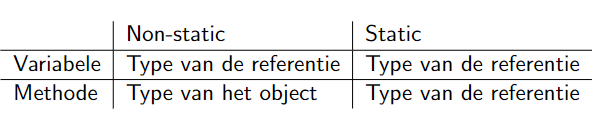 Non-static Static
Variabele Type van de referentie Type van de referentie
Methode Type van het object Type van de referentie